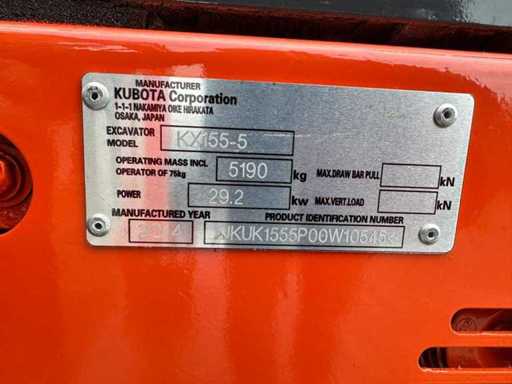 MANUFACTURER
KUBOTA Corporation
1-1-1 NAKAMIYA OIKE HIRAKATA
OSAKA, JAPAN
EXCAVATOR MODEL KX155-5
OPERATING MASS INCL OPERATOR OF 75kg 5190 kg
MAX.DRAW BAR PULL kN
POWER 29.2 kw
MAX.VERT.LOAD kN
MANUFACTURED YEAR
PRODUCT IDENTIFICATION NUMBER